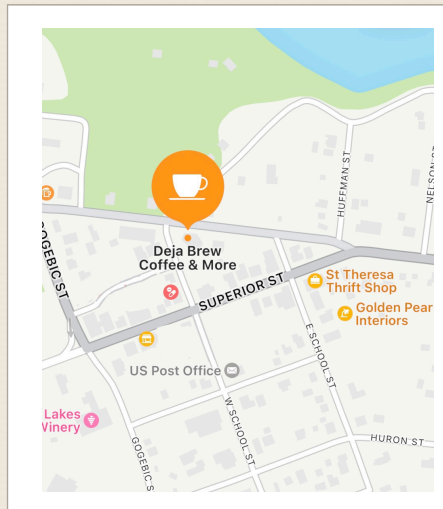 HUFFMAN ST
NELSON ST
Deja Brew
Coffee & More
GOGEBIC ST
SUPERIOR ST
St Theresa
Thrift Shop
Golden Pear
Interiors
E SCHOOL ST
US Post Office
Lakes
Winery
W SCHOOL ST
GOGEBIC S
HURON ST